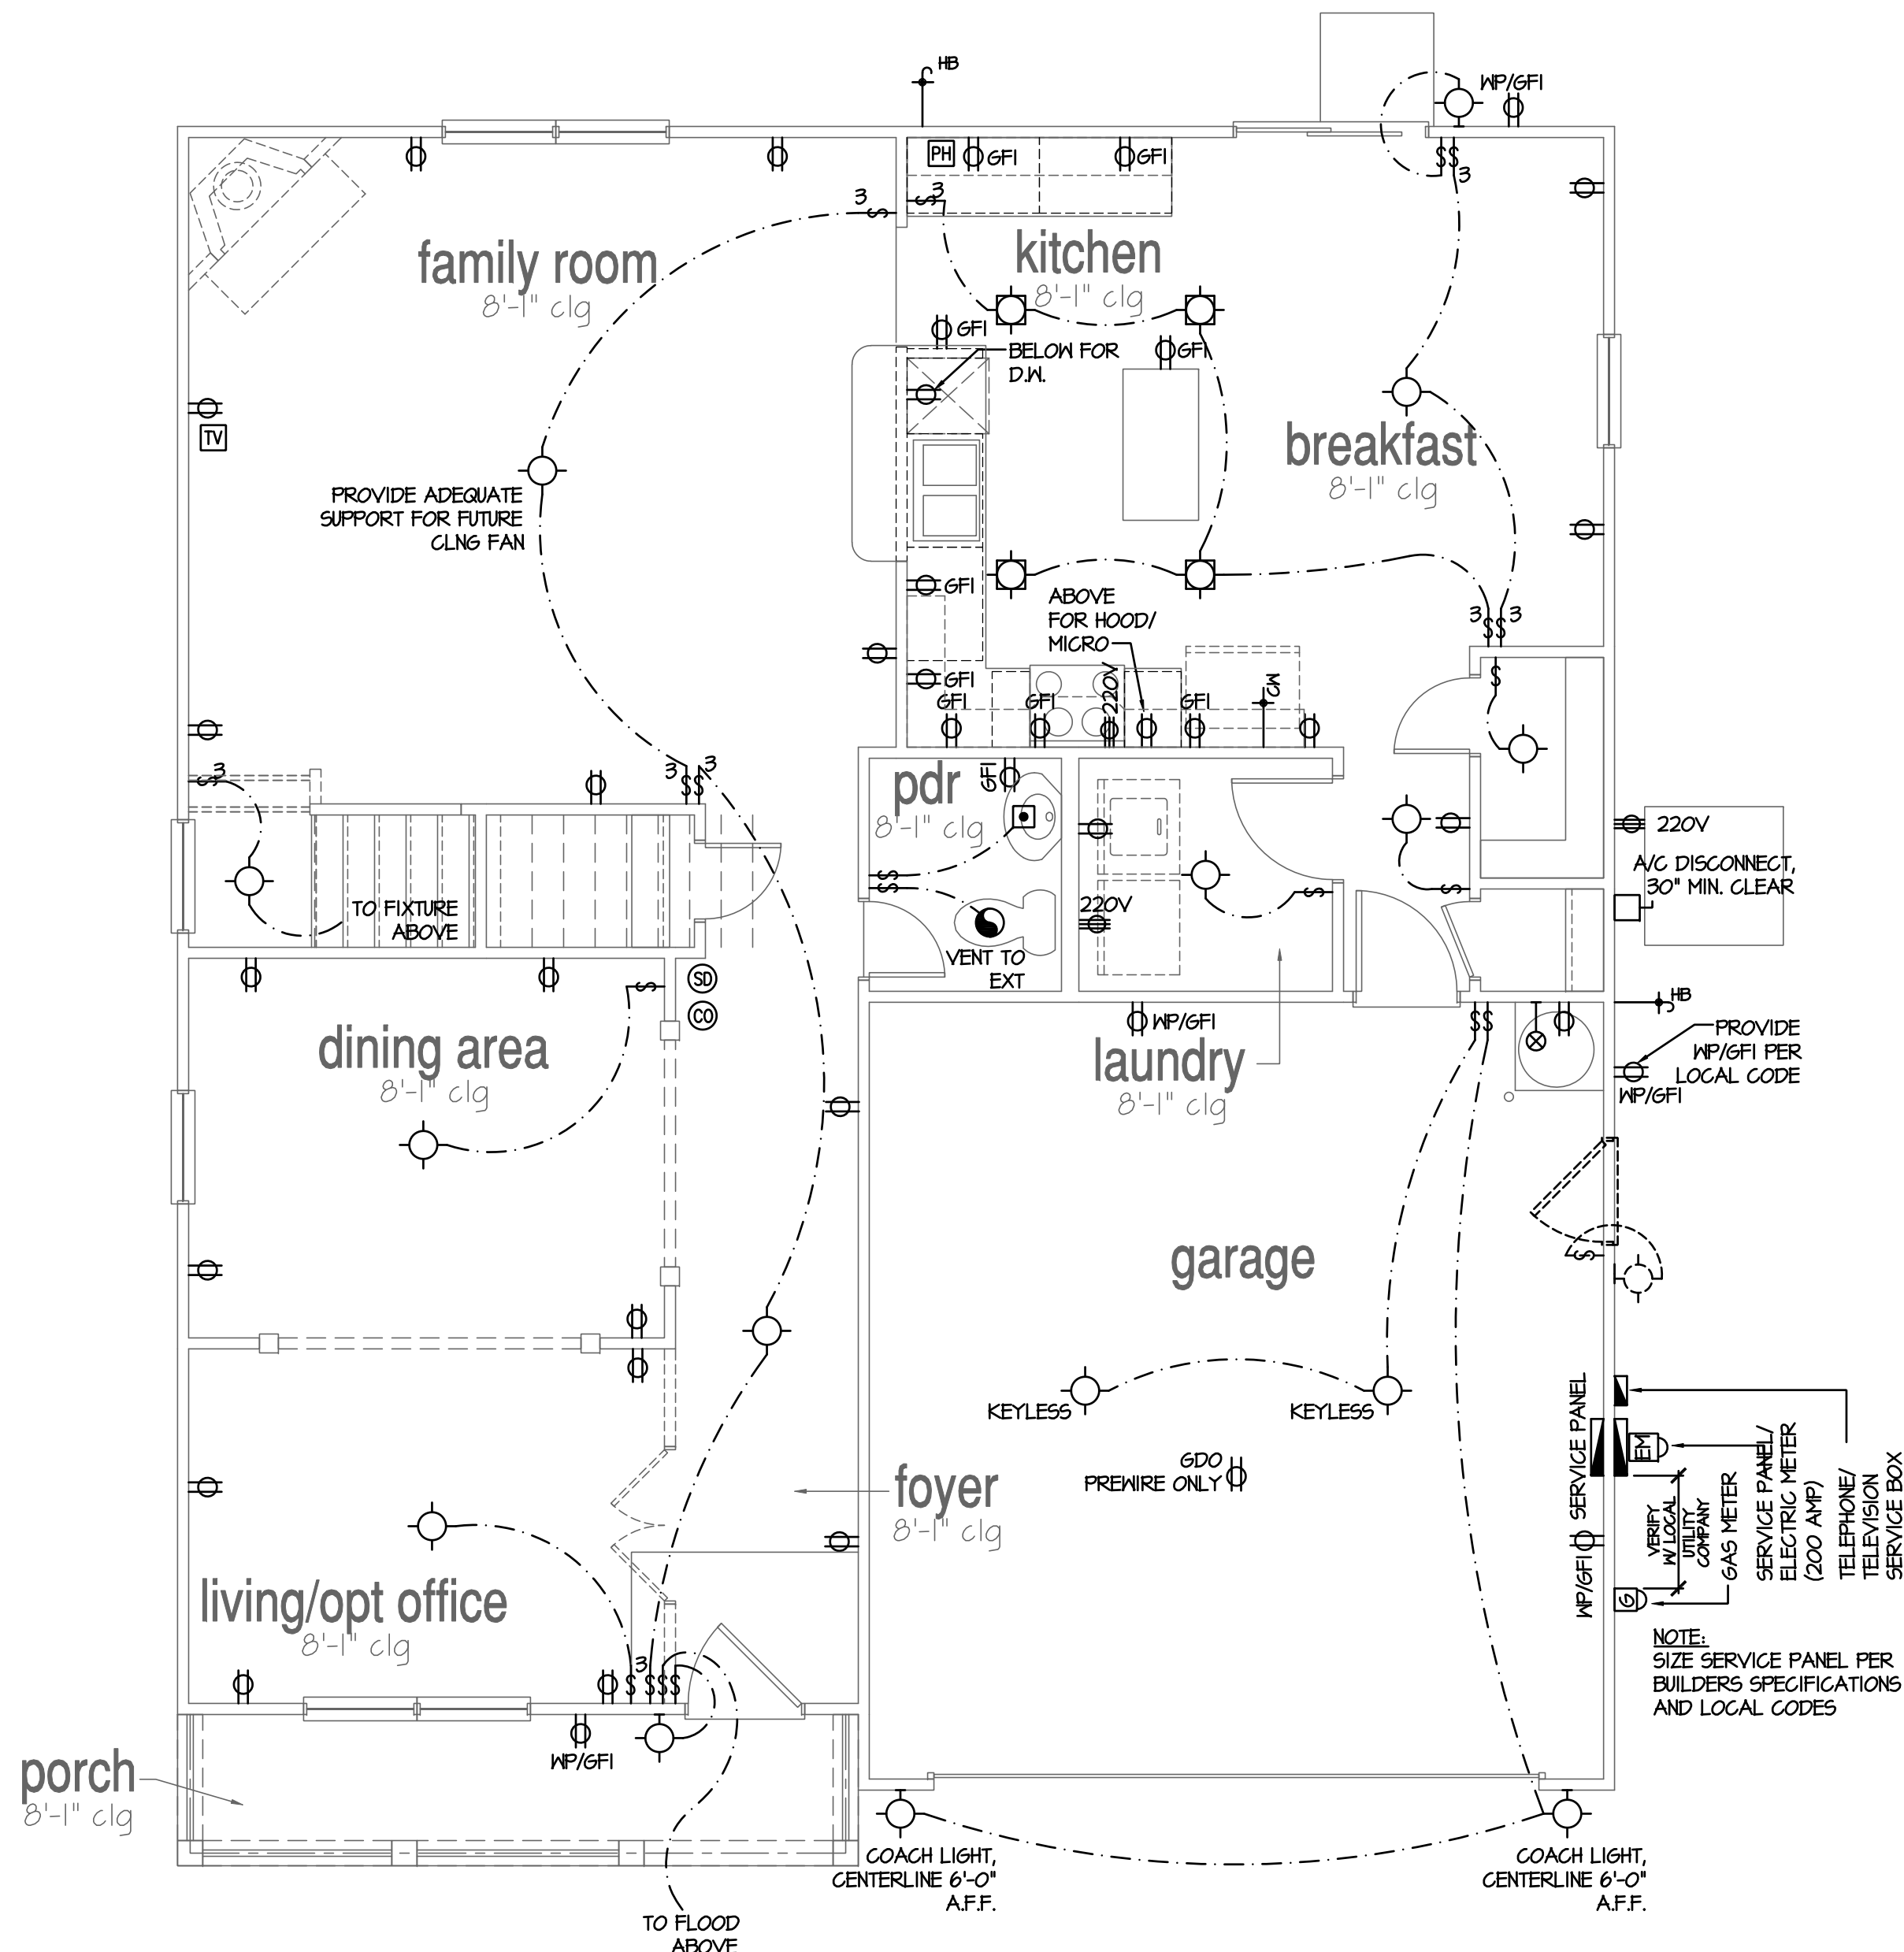 HB
WP/GFI
PH
GFI
GFI
3
3
3
family room
8'-1" clg
kitchen
8'-1" clg
GFI
BELOW FOR
D.W.
GFI
TV
breakfast
8'-1" clg
PROVIDE ADEQUATE
SUPPORT FOR FUTURE
CLNG FAN
GFI
ABOVE
FOR HOOD/
MICRO
3
3
GFI
GFI
GFI
220V
GFI
CW
3
3
3
pdr
8'-1" clg
GFI
220V
A/C DISCONNECT,
30" MIN. CLEAR
TO FIXTURE
ABOVE
220V
VENT TO
EXT
SD
CO
HB
WP/GFI
PROVIDE
WP/GFI PER
LOCAL CODE
WP/GFI
dining area
8'-1" clg
laundry
8'-1" clg
garage
KEYLESS
KEYLESS
GDO
PREWIRE ONLY
SERVICE PANEL
EM
WP/GFI
VERIFY
W/ LOCAL
UTILITY
COMPANY
GAS METER
SERVICE PANEL/
ELECTRIC METER
(200 AMP)
TELEPHONE/
TELEVISION
SERVICE BOX
G
foyer
8'-1" clg
living/opt office
8'-1" clg
3
NOTE:
SIZE SERVICE PANEL PER
BUILDERS SPECIFICATIONS
AND LOCAL CODES
WP/GFI
porch
8'-1" clg
COACH LIGHT,
CENTERLINE 6'-0"
A.F.F.
COACH LIGHT,
CENTERLINE 6'-0"
A.F.F.
TO FLOOD
ABOVE